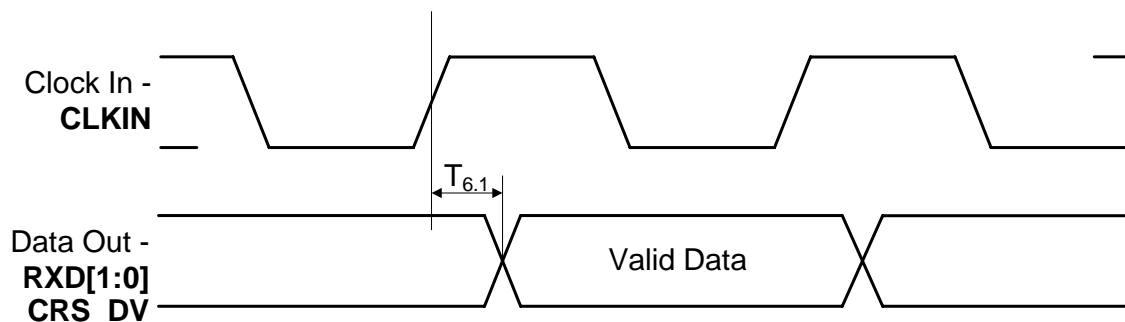 Clock In -
CLKIN
T6.1
Data Out -
RXD[1:0]
CRS_DV
Valid Data